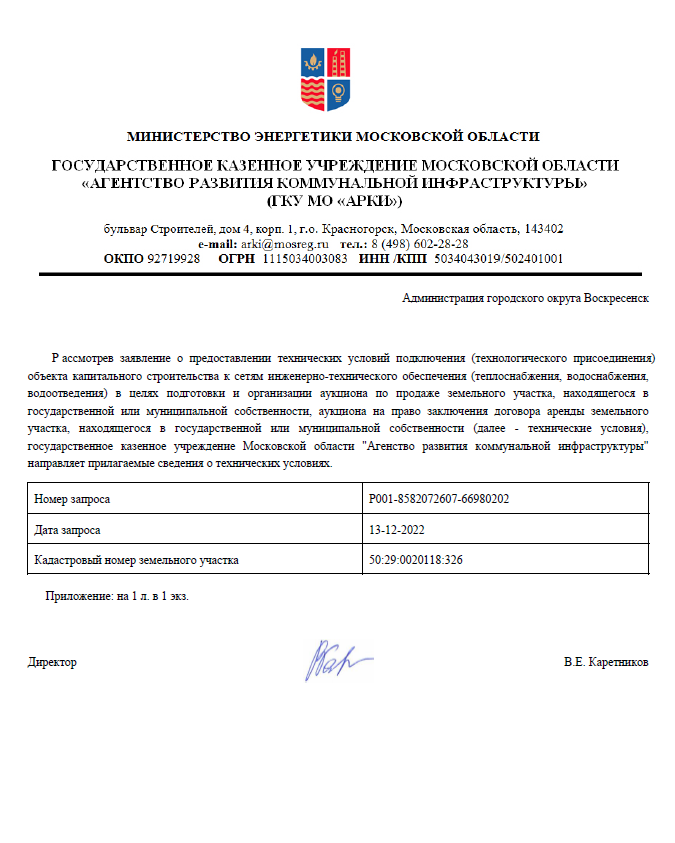 МИНИСТЕРСТВО ЭНЕРГЕТИКИ МОСКОВСКОЙ ОБЛАСТИ
ГОСУДАРСТВЕННОЕ КАЗЕННОЕ УЧРЕЖДЕНИЕ МОСКОВСКОЙ ОБЛАСТИ
«АГЕНТСТВО РАЗВИТИЯ КОММУНАЛЬНОЙ ИНФРАСТРУКТУРЫ»
(ГКУ МО «АРКИ»)
бульвар Строителей, дом 4, корп. 1, г.о. Красногорск, Московская область, 143402
e-mail: arki@mosreg.ru тел.: 8 (498) 602-28-28
ОКПО 92719928 ОГРН 1115034003083 ИНН /КПП 5034043019/502401001
Администрация городского округа Воскресенск
Рассмотрев заявление о предоставлении технических условий подключения (технологического присоединения)
объекта капитального строительства к сетям инженерно-технического обеспечения (теплоснабжения, водоснабжения,
водоотведения) в целях подготовки и организации аукциона по продаже земельного участка, находящегося в
государственной или муниципальной собственности, аукциона на право заключения договора аренды земельного
участка, находящегося в государственной или муниципальной собственности (далее - технические условия),
государственное казенное учреждение Московской области "Агенство развития коммунальной инфраструктуры"
направляет прилагаемые сведения о технических условиях.
Номер запроса P001-8582072607-66980202
Дата запроса 13-12-2022
Кадастровый номер земельного участка 50:29:0020118:326
Приложение: на 1 л. в 1 экз.
Директор В.Е. Каретников